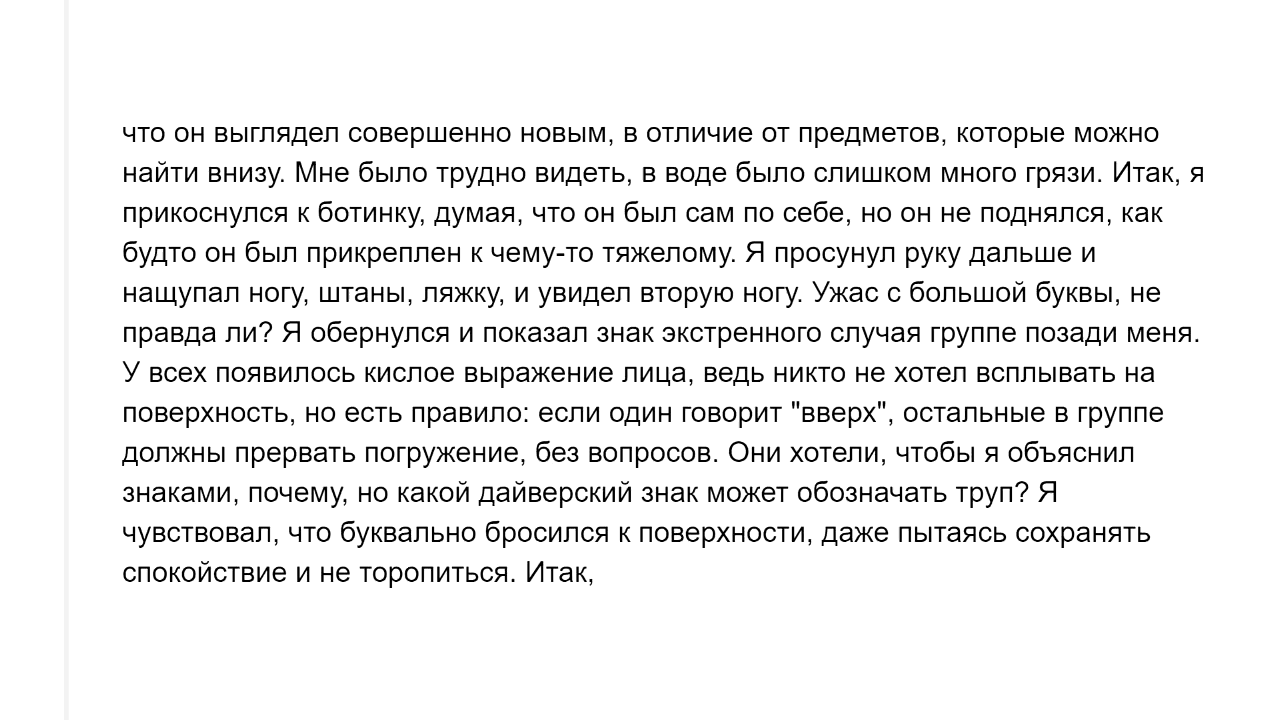 что он выглядел совершенно новым, в отличие от предметов, которые можно
найти внизу. Мне было трудно видеть, в воде было слишком много грязи. Итак, я
прикоснулся к ботинку, думая, что он был сам по себе, но он не поднялся, как
будто он был прикреплен к чему-то тяжелому. Я просунул руку дальше и
нащупал ногу, штаны, ляжку, и увидел вторую ногу. Ужас с большой буквы, не
правда ли? Я обернулся и показал знак экстренного случая группе позади меня.
У всех появилось кислое выражение лица, ведь никто не хотел всплывать на
поверхность, но есть правило: если один говорит "вверх", остальные в группе
должны прервать погружение, без вопросов. Они хотели, чтобы я объяснил
знаками, почему, но какой дайверский знак может обозначать труп? Я
чувствовал, что буквально бросился к поверхности, даже пытаясь сохранять
спокойствие и не торопиться. Итак,